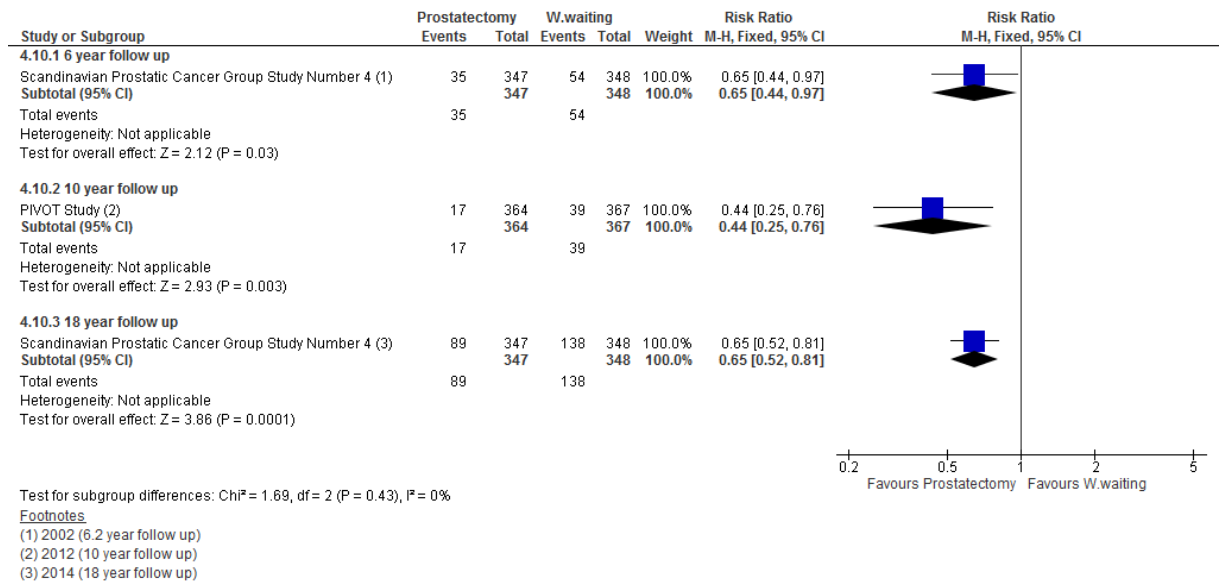 Prostatectomy W.waiting Risk Ratio Risk Ratio
Study or Subgroup Events Total Events Total Weight M-H, Fixed, 95% CI M-H, Fixed, 95% CI
4.10.1 6 year follow up
Scandinavian Prostatic Cancer Group Study Number 4 (1) 35 347 54 348 100.0% 0.65 [0.44, 0.97]
Subtotal (95% CI) 347 348 100.0% 0.65 [0.44, 0.97]
Total events 35 54
Heterogeneity: Not applicable
Test for overall effect: Z = 2.12 (P = 0.03)
4.10.2 10 year follow up
PIVOT Study (2) 17 364 39 367 100.0% 0.44 [0.25, 0.76]
Subtotal (95% CI) 364 367 100.0% 0.44 [0.25, 0.76]
Total events 17 39
Heterogeneity: Not applicable
Test for overall effect: Z = 2.93 (P = 0.003)
4.10.3 18 year follow up
Scandinavian Prostatic Cancer Group Study Number 4 (3) 89 347 138 348 100.0% 0.65 [0.52, 0.81]
Subtotal (95% CI) 347 348 100.0% 0.65 [0.52, 0.81]
Total events 89 138
Heterogeneity: Not applicable
Test for overall effect: Z = 3.86 (P = 0.0001)
0.2 0.5 1 2 5
Favours Prostatectomy Favours W.waiting
Test for subgroup differences: Chi² = 1.69, df = 2 (P = 0.43), I² = 0%
Footnotes
(1) 2002 (6.2 year follow up)
(2) 2012 (10 year follow up)
(3) 2014 (18 year follow up)